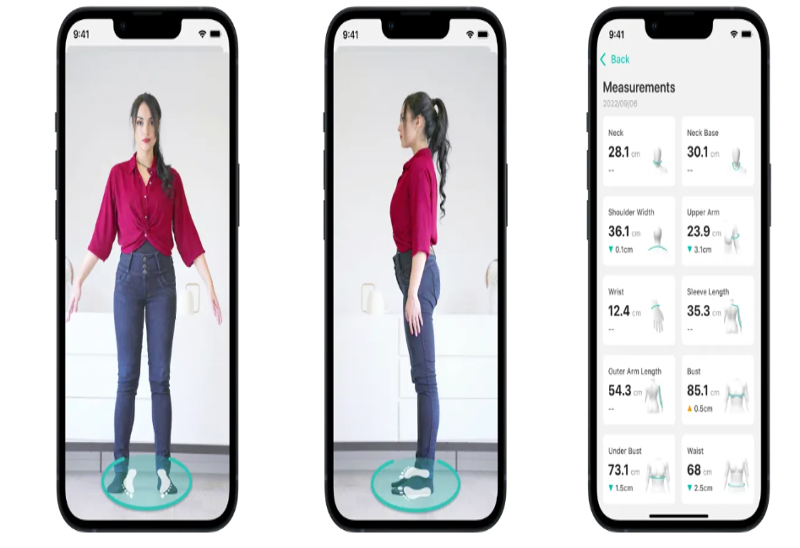 9:41
9:41
9:41
Back
Measurements
2022/09/06
Neck
28.1 cm
--
Neck Base
30.1 cm
--
Shoulder Width
36.1 cm
▼ 0.1cm
Upper Arm
23.9 cm
▼ 3.1cm
Wrist
12.4 cm
--
Sleeve Length
35.3 cm
--
Outer Arm Length
54.3 cm
--
Bust
85.1 cm
▲ 0.5cm
Under Bust
73.1 cm
▼ 1.5cm
Waist
68 cm
▼ 2.5cm